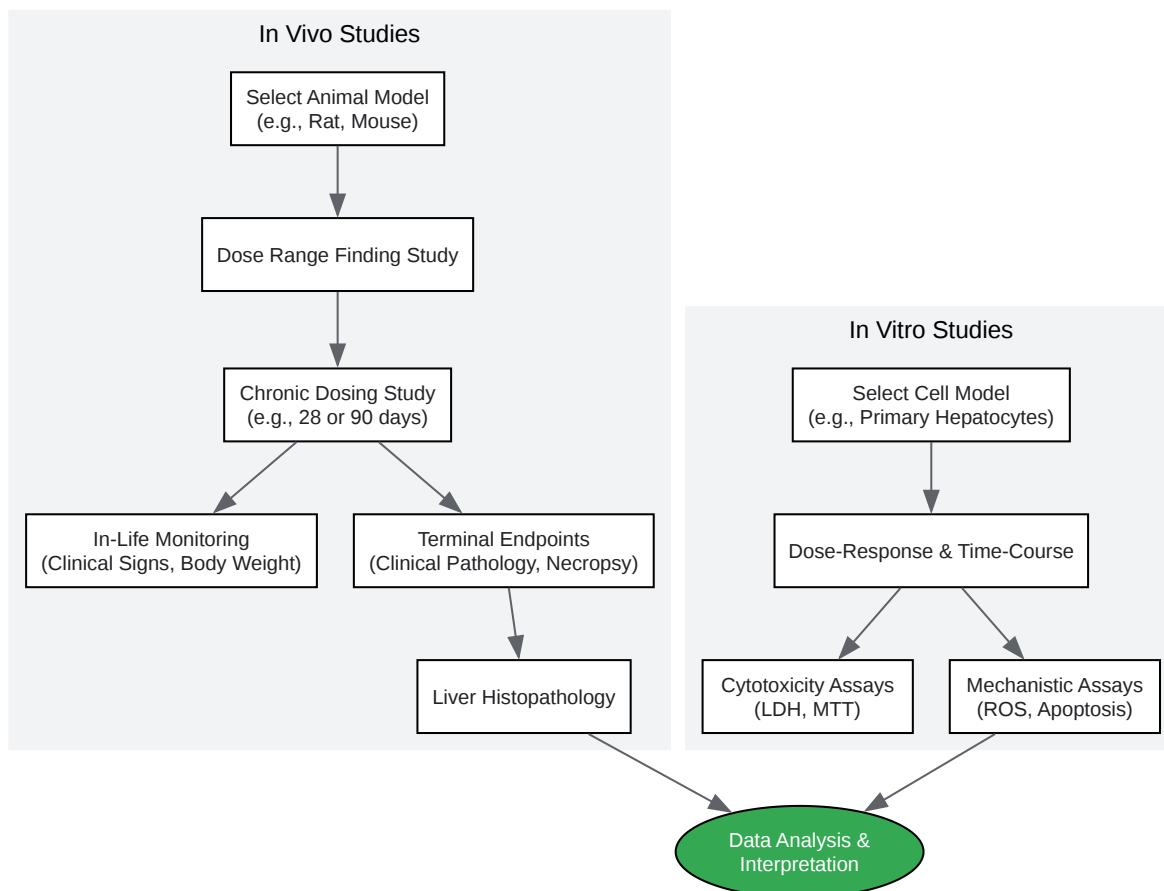 In Vivo Studies
Select Animal Model
(e.g., Rat, Mouse)
Dose Range Finding Study
Chronic Dosing Study
(e.g., 28 or 90 days)
In-Life Monitoring
(Clinical Signs, Body Weight)
Terminal Endpoints
(Clinical Pathology, Necropsy)
Liver Histopathology
In Vitro Studies
Select Cell Model
(e.g., Primary Hepatocytes)
Dose-Response & Time-Course
Cytotoxicity Assays
(LDH, MTT)
Mechanistic Assays
(ROS, Apoptosis)
Data Analysis &
Interpretation